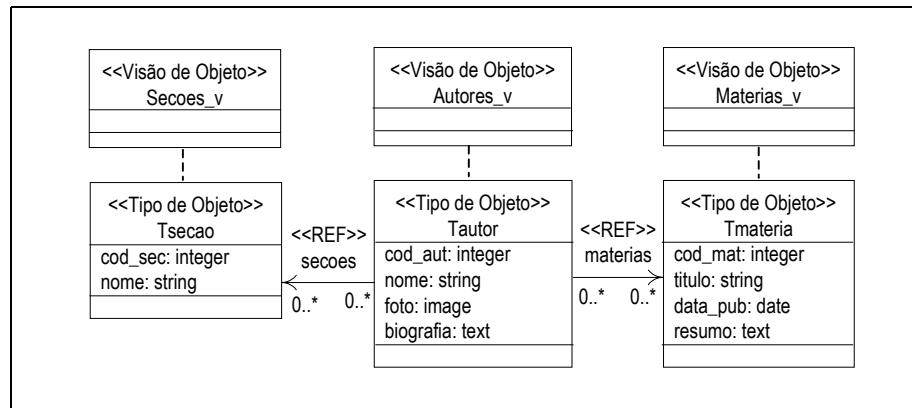 <<Visão de Objeto>>
Secoes_v
<<Visão de Objeto>>
Autores_v
<<Visão de Objeto>>
Materias_v
<<Tipo de Objeto>>
Tsecao
cod_sec: integer
nome: string
<<REF>>
secoes
0..*
0..*
<<Tipo de Objeto>>
Tautor
cod_aut: integer
nome: string
foto: image
biografia: text
<<REF>>
materias
0..*
0..*
<<Tipo de Objeto>>
Tmateria
cod_mat: integer
titulo: string
data_pub: date
resumo: text